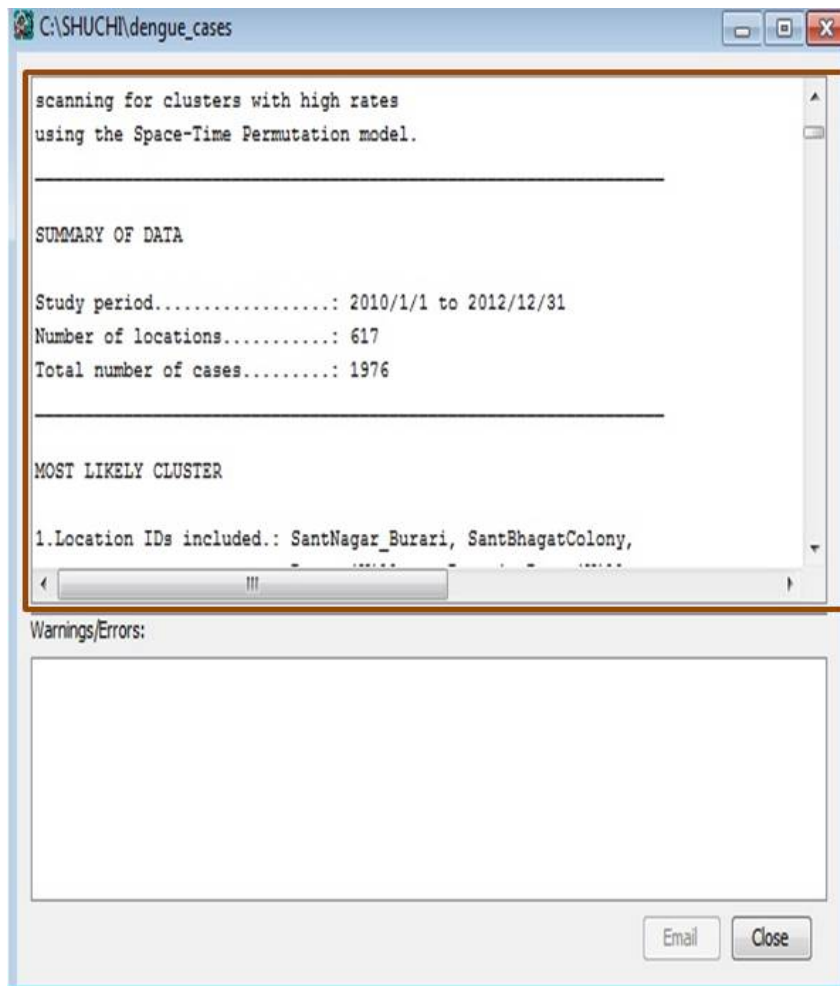 C:\SHUCHI\dengue_cases
scanning for clusters with high rates
using the Space-Time Permutation model.
SUMMARY OF DATA
Study period..................: 2010/1/1 to 2012/12/31
Number of locations...........: 617
Total number of cases.........: 1976
MOST LIKELY CLUSTER
1.Location IDs included.: SantNagar_Burari, SantBhagatColony,
Warnings/Errors:
Email
Close